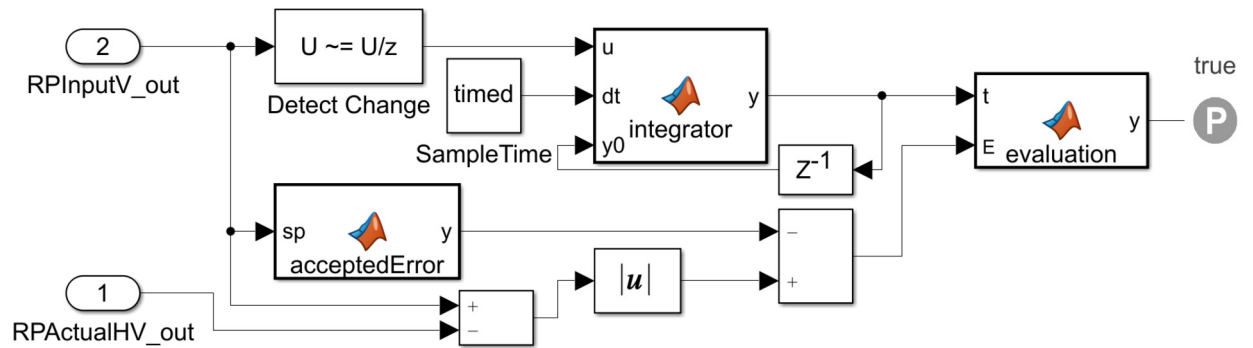 2
RPInputV_out
U ~= U/z
Detect Change
timed
SampleTime
u
dt
y0
y
integrator
Z-1
t
E
y
evaluation
true
P
sp
y
acceptedError
1
RPActualHV_out
+
−
|u|
−
+